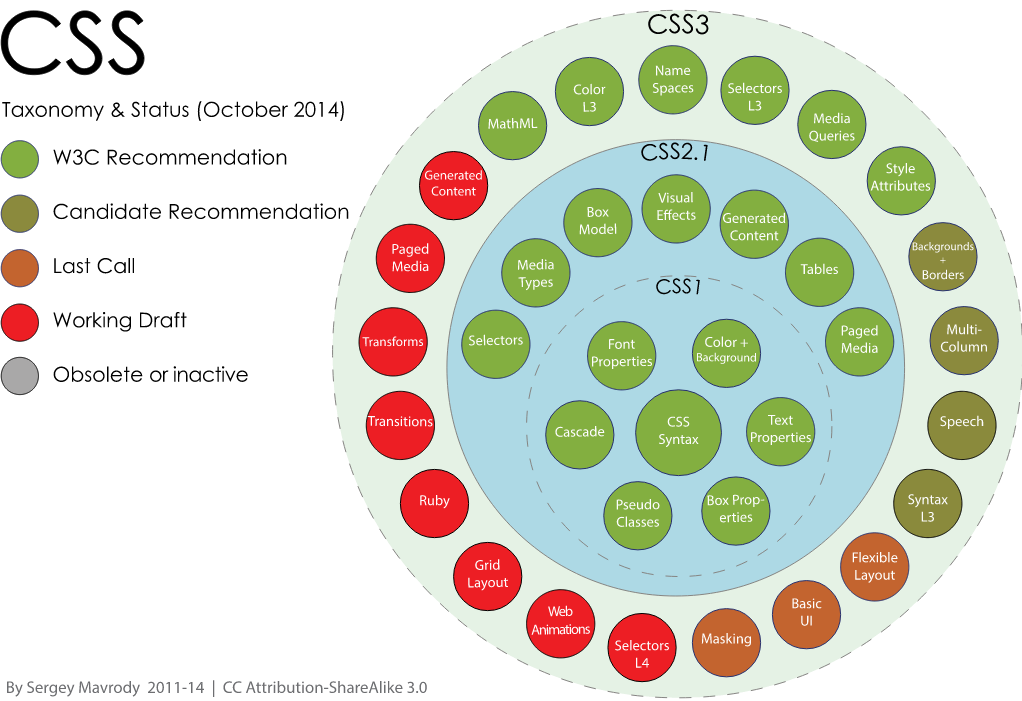 CSS
Taxonomy & Status (October 2014)
W3C Recommendation
Candidate Recommendation
Last Call
Working Draft
Obsolete or inactive
CSS3
Name
Spaces
Selectors
L3
Media
Queries
Style
Attributes
Backgrounds
+
Borders
Multi-
Column
Speech
Syntax
L3
Flexible
Layout
Basic
UI
Masking
Selectors
L4
Web
Animations
Grid
Layout
Ruby
Transitions
Transforms
Paged
Media
Generated
Content
MathML
Color
L3
CSS2.1
Selectors
Media
Types
Box
Model
Visual
Effects
Generated
Content
Tables
Paged
Media
CSS1
Font
Properties
Color +
Background
Cascade
CSS
Syntax
Text
Properties
Pseudo
Classes
Box Prop-
erties
By Sergey Mavrody 2011-14 | CC Attribution-ShareAlike 3.0